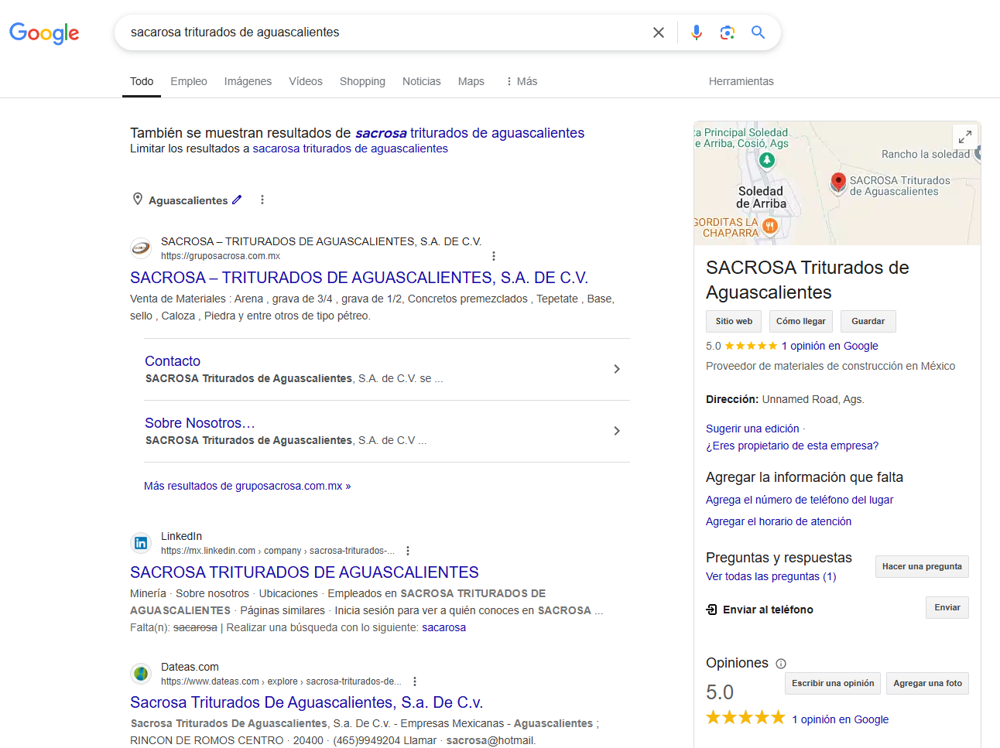 Google
sacarosa triturados de aguascalientes
Todo Empleo Imágenes Vídeos Shopping Noticias Maps Más Herramientas
También se muestran resultados de sacrosa triturados de aguascalientes
Limitar los resultados a sacarosa triturados de aguascalientes
Aguascalientes
SACROSA – TRITURADOS DE AGUASCALIENTES, S.A. DE C.V.
https://gruposacrosa.com.mx
SACROSA – TRITURADOS DE AGUASCALIENTES, S.A. DE C.V.
Venta de Materiales : Arena , grava de 3/4 , grava de 1/2, Concretos premezclados , Tepetate , Base,
sello , Caloza , Piedra y entre otros de tipo pétreo.
Contacto
SACROSA Triturados de Aguascalientes, S.A. de C.V. se ...
Sobre Nosotros…
SACROSA Triturados de Aguascalientes, S.A. de C.V ...
Más resultados de gruposacrosa.com.mx »
LinkedIn
https://mx.linkedin.com › company › sacrosa-triturados-...
SACROSA TRITURADOS DE AGUASCALIENTES
Minería · Sobre nosotros · Ubicaciones · Empleados en SACROSA TRITURADOS DE
AGUASCALIENTES · Páginas similares · Inicia sesión para ver a quién conoces en SACROSA ...
Falta(n): sacarosa | Realizar una búsqueda con lo siguiente: sacarosa
Dateas.com
https://www.dateas.com › explore › sacrosa-triturados-de...
Sacrosa Triturados De Aguascalientes, S.a. De C.v.
Sacrosa Triturados De Aguascalientes, S.a. De C.v. - Empresas Mexicanas - Aguascalientes ;
RINCON DE ROMOS CENTRO · 20400 · (465)9949204 Llamar · sacrosa@hotmail.
Principal Soledad
e Arriba, Cosió, Ags
Rancho la soledad
SACROSA Triturados
de Aguascalientes
Soledad
de Arriba
GORDITAS LA
CHAPARRA
SACROSA Triturados de
Aguascalientes
Sitio web Cómo llegar Guardar
5.0 1 opinión en Google
Proveedor de materiales de construcción en México
Dirección: Unnamed Road, Ags.
Sugerir una edición ·
¿Eres propietario de esta empresa?
Agregar la información que falta
Agrega el número de teléfono del lugar
Agregar el horario de atención
Preguntas y respuestas
Ver todas las preguntas (1)
Hacer una pregunta
Enviar al teléfono
Enviar
Opiniones
Escribir una opinión Agregar una foto
5.0
1 opinión en Google